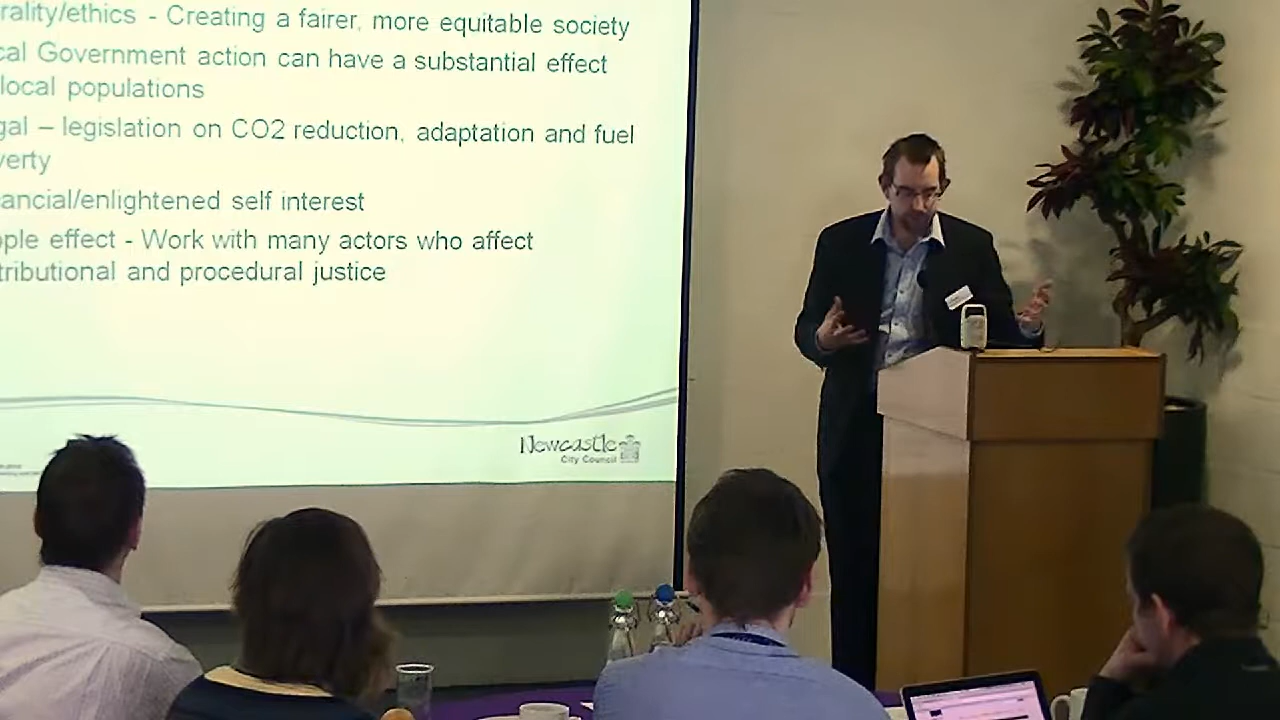 rality/ethics - Creating a fairer, more equitable society
cal Government action can have a substantial effect
local populations
gal – legislation on CO2 reduction, adaptation and fuel
verty
ancial/enlightened self interest
ple effect - Work with many actors who affect
tributional and procedural justice
Newcastle
City Council